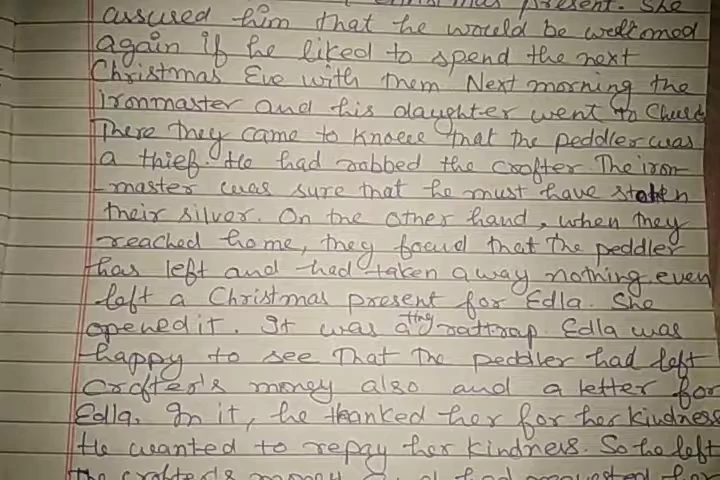 present. She
assured him that he would be welcomed
again if he liked to spend the next
Christmas Eve with them Next morning the
ironmaster and his daughter went to
There they came to know that the peddler was
a thief. He had robbed the crofter. The iron
-master was sure that he must have stolen
their silver. On the other hand, when they
reached home, they found that the peddler
has left and had taken away nothing even
left a Christmas present for Edla. She
opened it. It was a tiny rattrap. Edla was
happy to see That the peddler had left
Crofter's money also and a letter for
Edla. In it, he thanked her for her kindness
He wanted to repay her kindness. So he left
the crofter's money